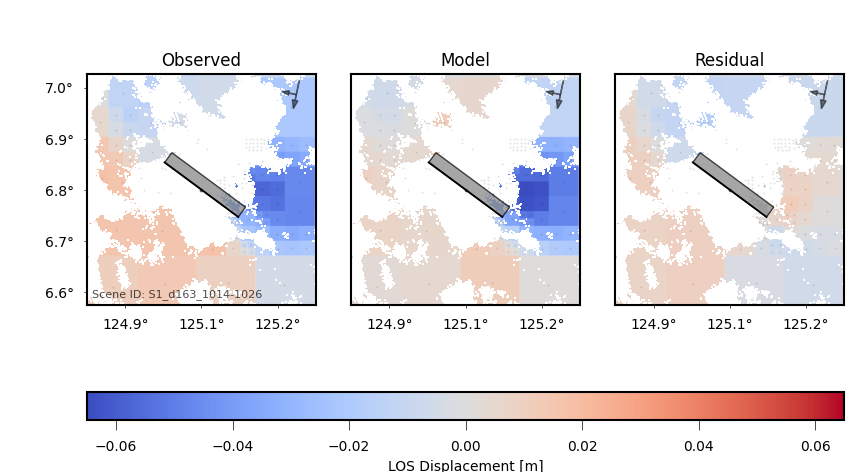 Observed
Model
Residual
7.0°
6.9°
6.8°
6.7°
6.6°
Scene ID: S1_d163_1014-1026
124.9° 125.1° 125.2°
124.9° 125.1° 125.2°
124.9° 125.1° 125.2°
−0.06 −0.04 −0.02 0.00 0.02 0.04 0.06
LOS Displacement [m]